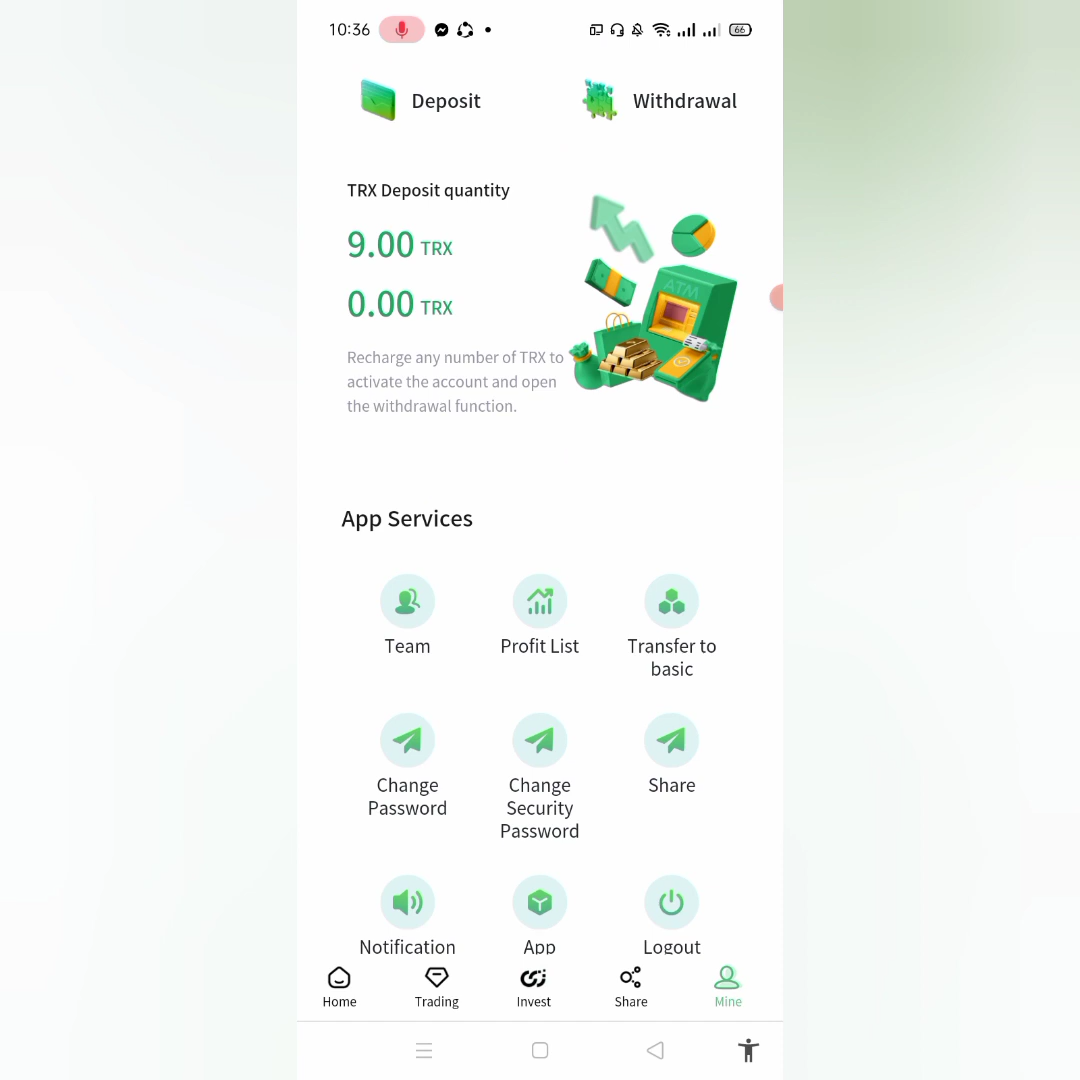 10:36
66
Deposit
Withdrawal
TRX Deposit quantity
9.00 TRX
0.00 TRX
Recharge any number of TRX to
activate the account and open
the withdrawal function.
ATM
App Services
Team
Profit List
Transfer to
basic
Change
Password
Change
Security
Password
Share
Notification
App
Logout
Home
Trading
Invest
Share
Mine